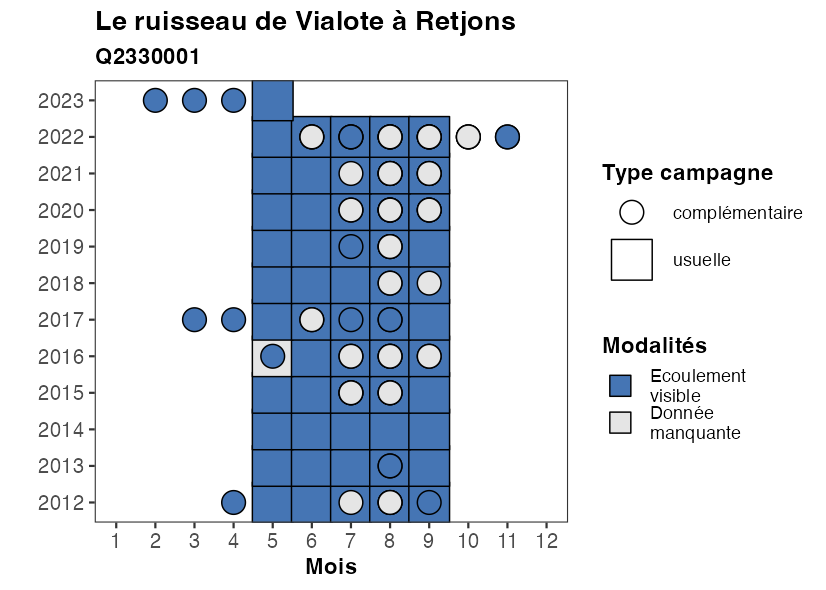 Le ruisseau de Vialote à Retjons
Q2330001
2023
2022
2021
2020
2019
2018
2017
2016
2015
2014
2013
2012
1 2 3 4 5 6 7 8 9 10 11 12
Mois
Type campagne
complémentaire
usuelle
Modalités
Ecoulement
visible
Donnée
manquante